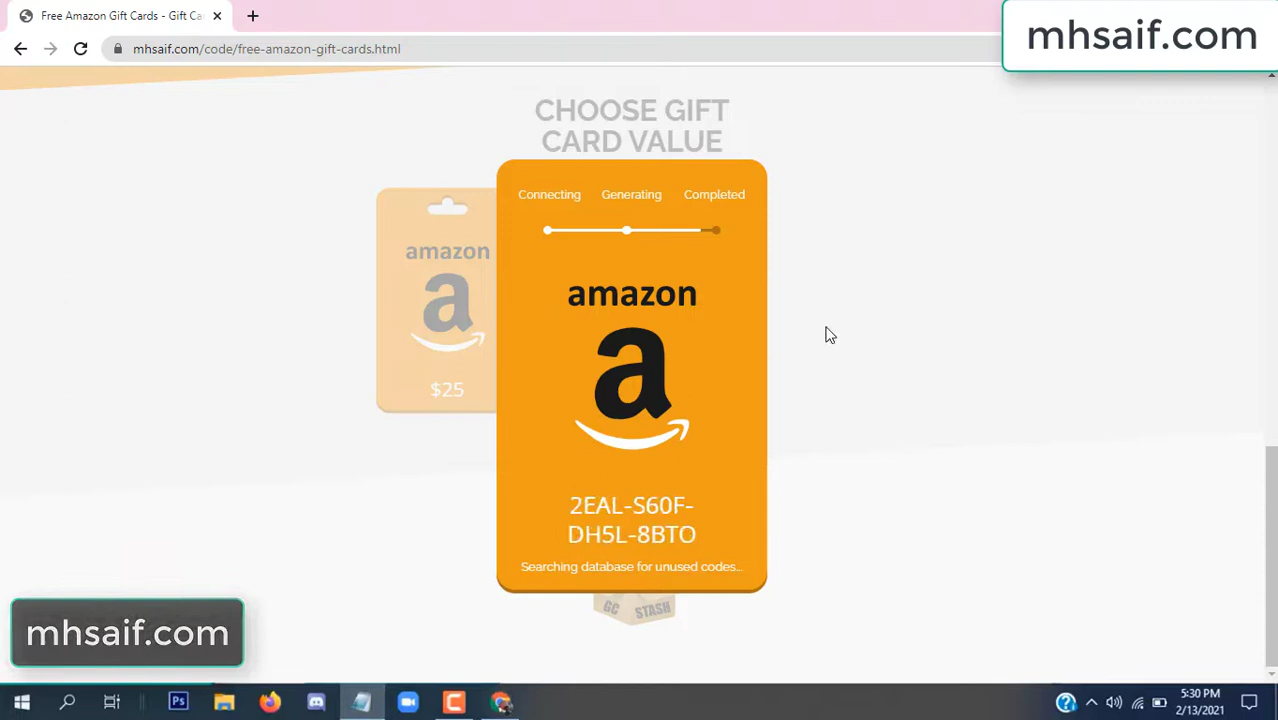 Free Amazon Gift Cards - Gift Ca
mhsaif.com/code/free-amazon-gift-cards.html
mhsaif.com
CHOOSE GIFT
CARD VALUE
Connecting Generating Completed
amazon
a
$25
amazon
a
2EAL-S60F-
DH5L-8BTO
Searching database for unused codes...
GC STASH
mhsaif.com
Ps
5:30 PM
2/13/2021